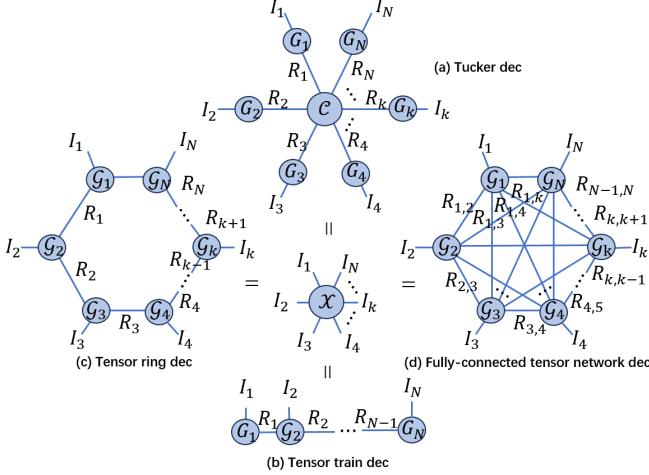 I_1 I_N
G_1 G_N
R_1 R_N
(a) Tucker dec
I_2 G_2 R_2 𝒞 ⋱ R_k G_k I_k
R_3 R_4
G_3 G_4
I_3 I_4
I_1 I_N
𝒢_1 𝒢_N
R_N
R_1 R_{k+1}
I_2 𝒢_2 𝒢_k I_k
R_2 R_{k-1}
R_4
𝒢_3 𝒢_4
R_3
I_3 I_4
(c) Tensor ring dec
=
=
I_1 I_N
I_2 𝒳 I_k
I_3 I_4
=
=
I_1 I_N
𝒢_1 𝒢_N
R_{1,k} R_{N-1,N}
R_{1,2} R_{1,4}
R_{1,3} R_{k,k+1}
I_2 𝒢_2 𝒢_k I_k
R_{2,3} R_{k,k-1}
R_{4,5}
𝒢_3 𝒢_4
R_{3,4}
I_3 I_4
(d) Fully-connected tensor network dec
I_1 I_2 I_N
R_1 R_2 ⋯ R_{N-1}
𝒢_1 𝒢_2 𝒢_N
(b) Tensor train dec